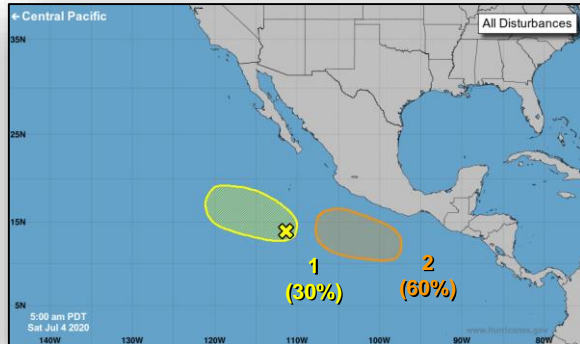 ← Central Pacific
All Disturbances
35N
25N
15N
5N
1
(30%)
2
(60%)
5:00 am PDT
Sat Jul 4 2020
www.hurricanes.gov
140W
130W
120W
110W
100W
90W
80W